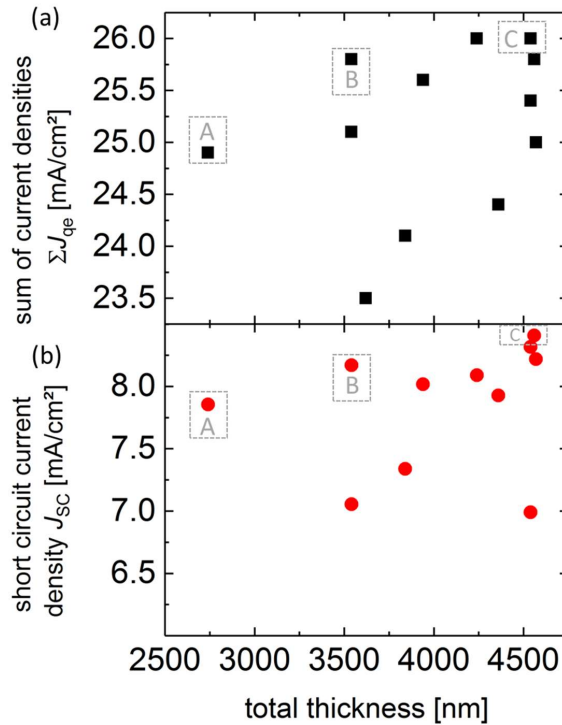 (a)
sum of current densities
ΣJqe [mA/cm²]
26.0
25.5
25.0
24.5
24.0
23.5
A
B
C
(b)
short circuit current
density JSC [mA/cm²]
8.0
7.5
7.0
6.5
A
B
C
2500 3000 3500 4000 4500
total thickness [nm]